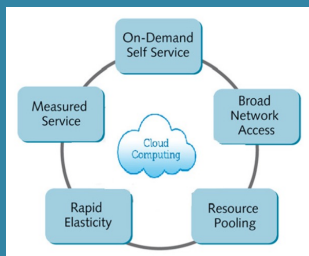 On-Demand
Self Service
Measured
Service
Broad
Network
Access
Cloud
Computing
Rapid
Elasticity
Resource
Pooling